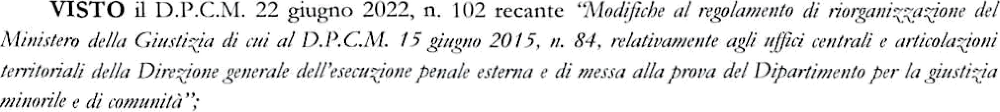 VISTO il D.P.C.M. 22 giugno 2022, n. 102 recante “Modifiche al regolamento di riorganizzazione del
Ministero della Giustizia di cui al D.P.C.M. 15 giugno 2015, n. 84, relativamente agli uffici centrali e articolazioni
territoriali della Direzione generale dell’esecuzione penale esterna e di messa alla prova del Dipartimento per la giustizia
minorile e di comunità”;